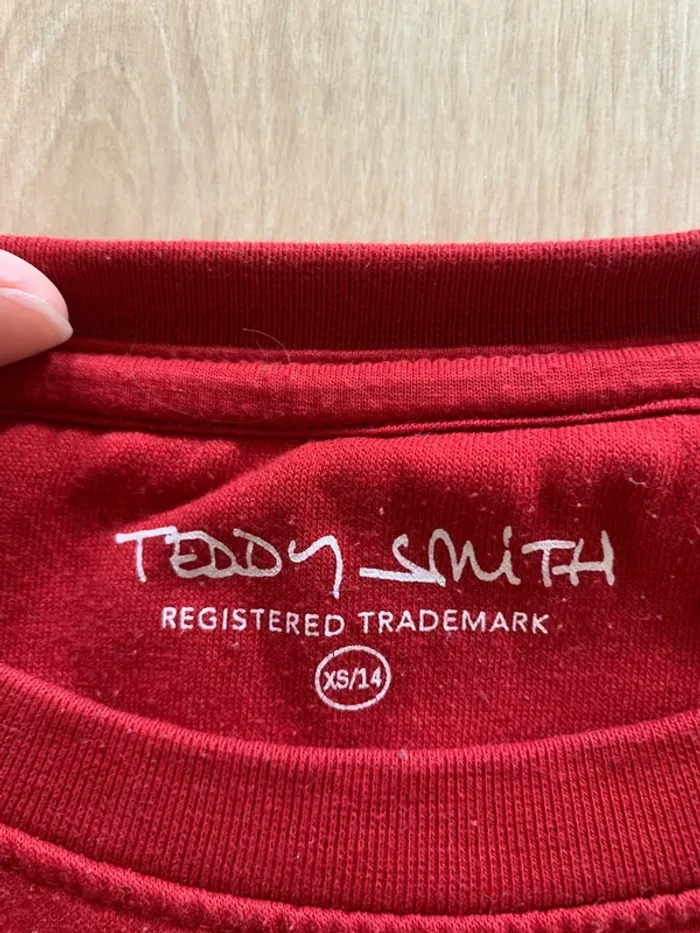 TEDDY SMITH
REGISTERED TRADEMARK
XS/14